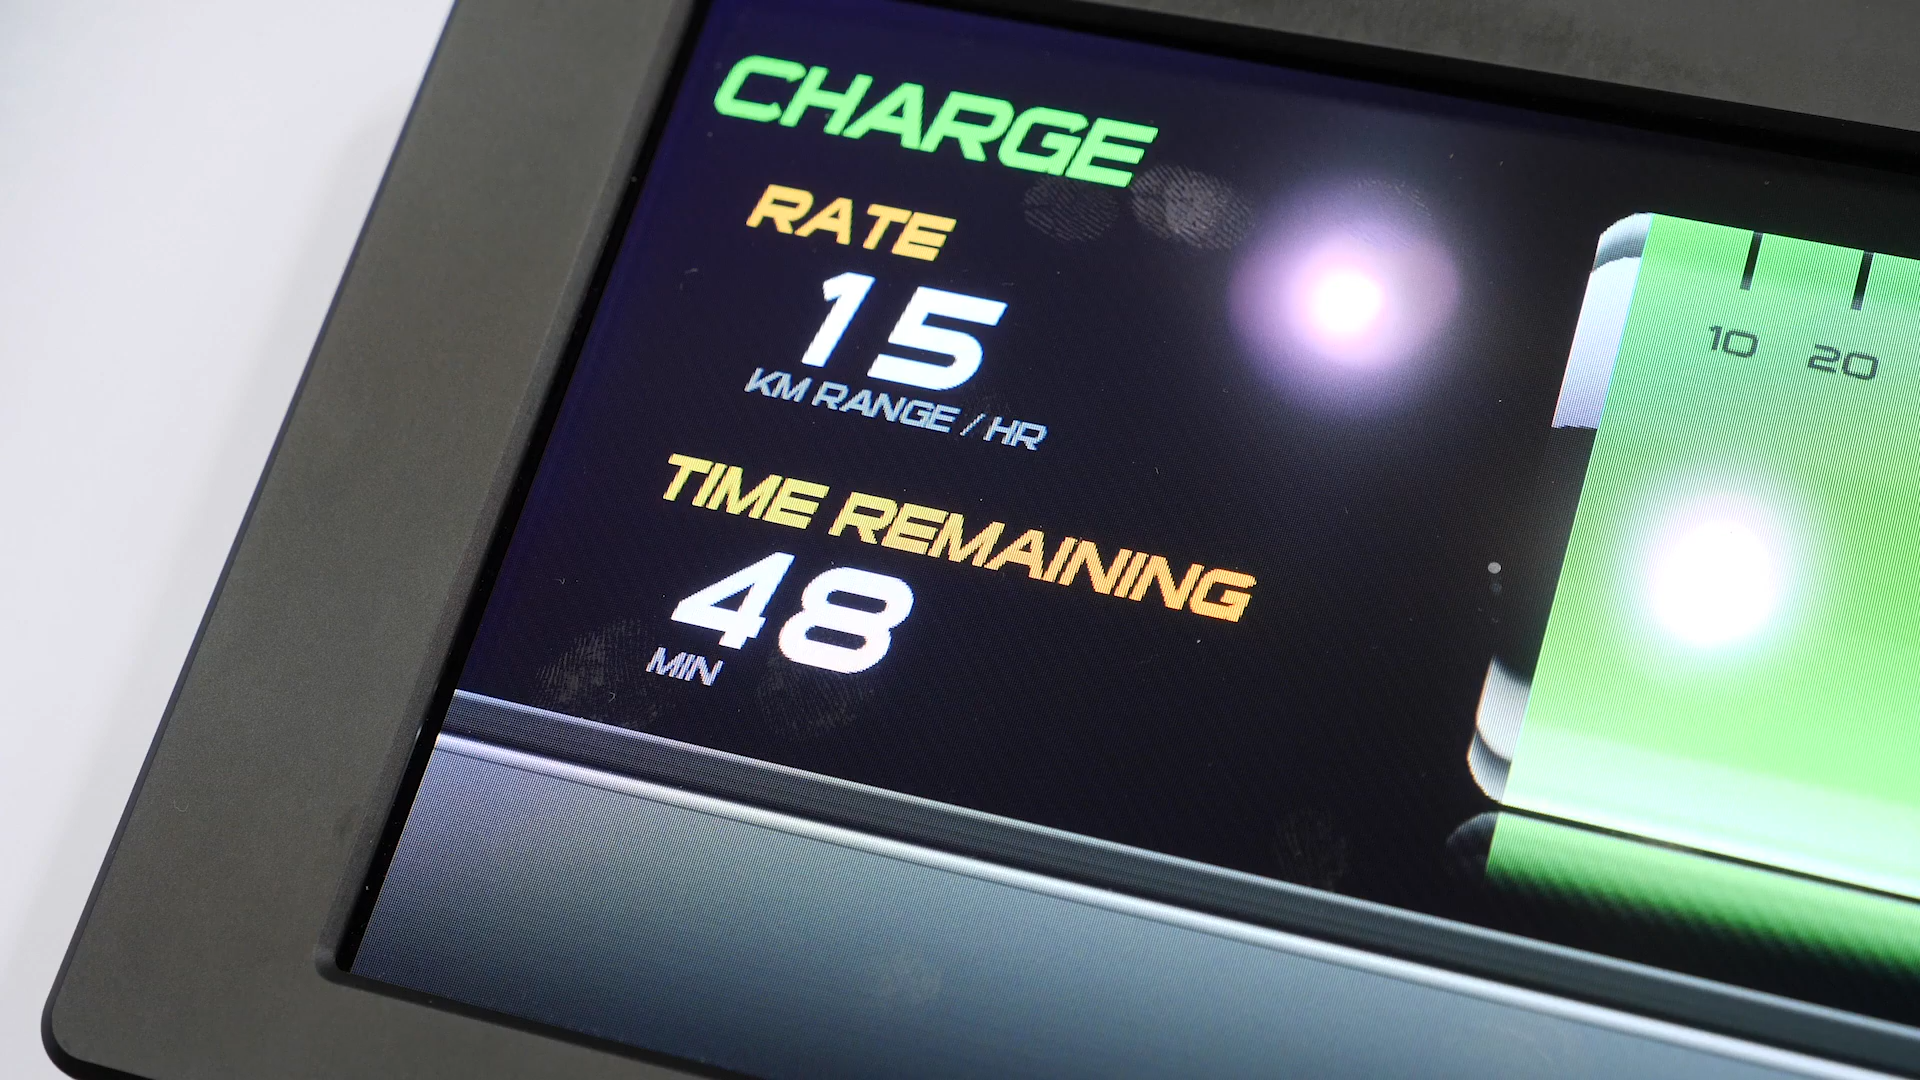 CHARGE
RATE
15
KM RANGE / HR
TIME REMAINING
48
MIN
10 20